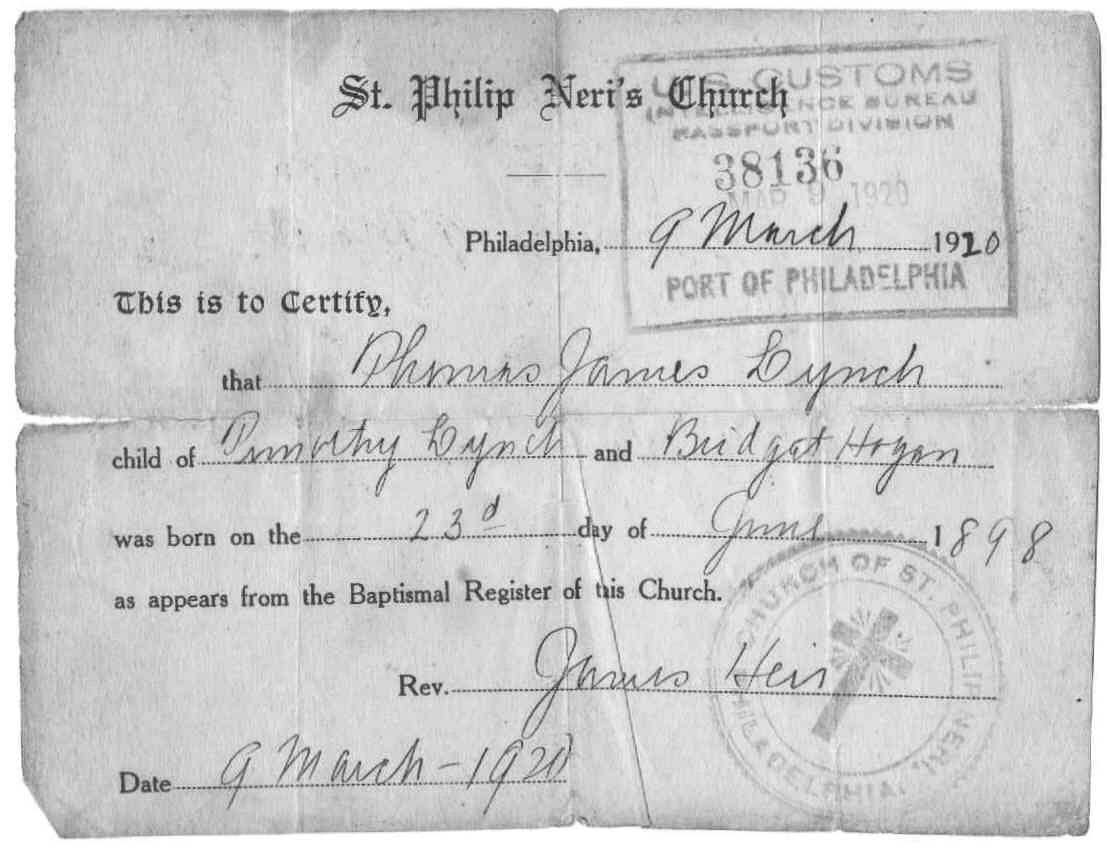 St. Philip Neri's Church
U.S. CUSTOMS
INTELLIGENCE BUREAU
PASSPORT DIVISION
38136
MAR 9 1920
Philadelphia, 9 March 1920
PORT OF PHILADELPHIA
This is to Certify,
that Thomas James Lynch
child of Timothy Lynch and Bridget Hogan
was born on the 23d day of June 1898
as appears from the Baptismal Register of this Church.
Rev. James Heir
Date 9 March - 1920
CHURCH OF ST. PHILIP NERI, PHILADELPHIA.